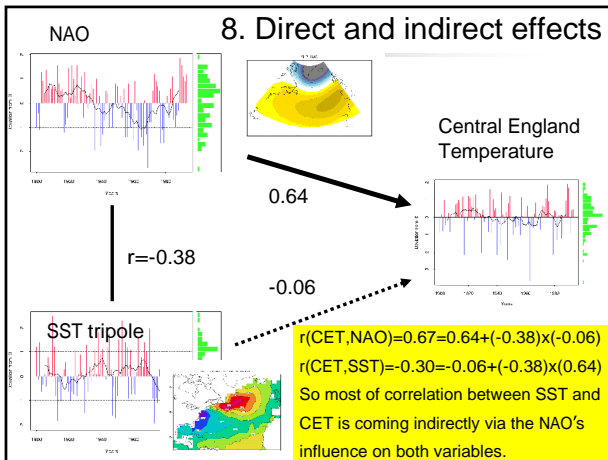 8. Direct and indirect effects
NAO
Central England
Temperature
0.64
r=-0.38
-0.06
SST tripole
r(CET,NAO)=0.67=0.64+(-0.38)x(-0.06)
r(CET,SST)=-0.30=-0.06+(-0.38)x(0.64)
So most of correlation between SST and
CET is coming indirectly via the NAO′s
influence on both variables.